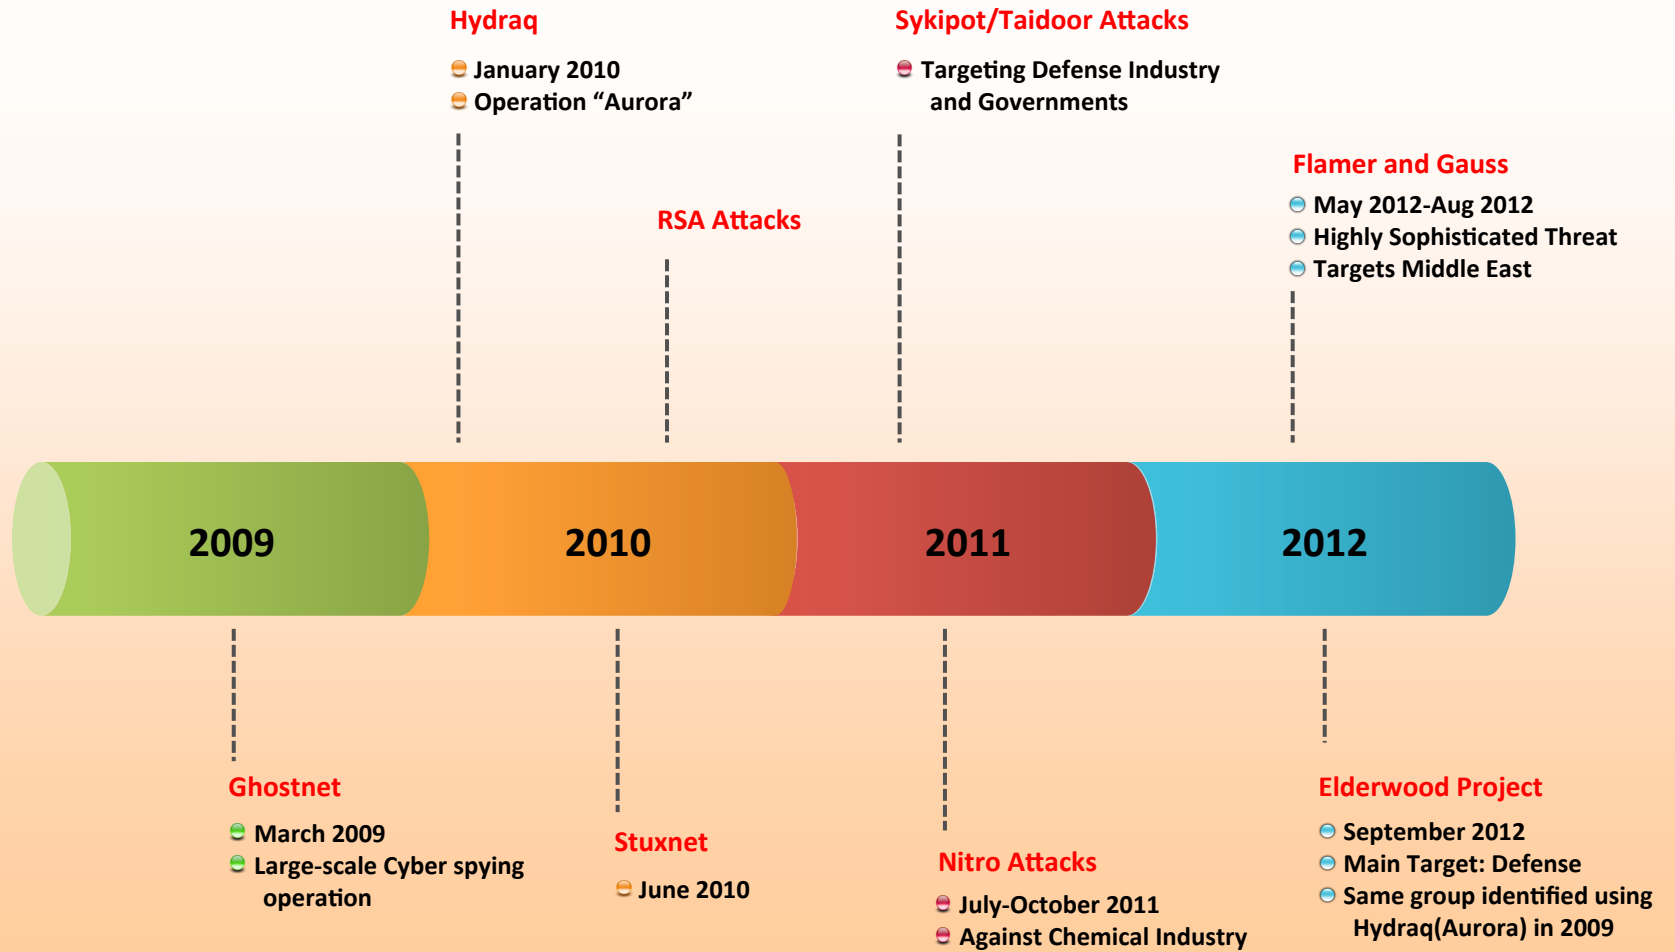 Hydraq
January 2010
Operation “Aurora”
Sykipot/Taidoor Attacks
Targeting Defense Industry
and Governments
RSA Attacks
Flamer and Gauss
May 2012-Aug 2012
Highly Sophisticated Threat
Targets Middle East
2009
2010
2011
2012
Ghostnet
March 2009
Large-scale Cyber spying
operation
Stuxnet
June 2010
Nitro Attacks
July-October 2011
Against Chemical Industry
Elderwood Project
September 2012
Main Target: Defense
Same group identified using
Hydraq(Aurora) in 2009